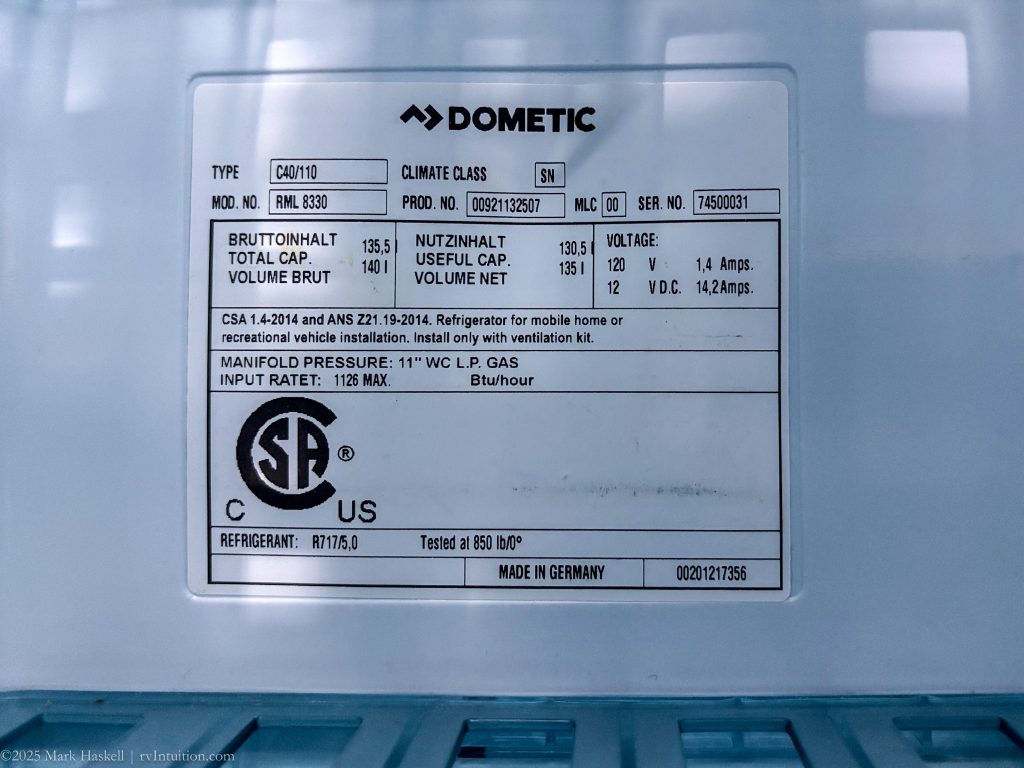 DOMETIC
TYPE C40/110 CLIMATE CLASS SN
MOD. NO. RML 8330 PROD. NO. 00921132507 MLC 00 SER. NO. 74500031
BRUTTOINHALT 135,5 l
TOTAL CAP. 140 l
VOLUME BRUT
NUTZINHALT 130,5 l
USEFUL CAP. 135 l
VOLUME NET
VOLTAGE:
120 V 1,4 Amps.
12 V D.C. 14,2 Amps.
CSA 1.4-2014 and ANS Z21.19-2014. Refrigerator for mobile home or
recreational vehicle installation. Install only with ventilation kit.
MANIFOLD PRESSURE: 11" WC L.P. GAS
INPUT RATET: 1126 MAX. Btu/hour
CSA ®
C US
REFRIGERANT: R717/5,0 Tested at 850 lb/0°
MADE IN GERMANY 00201217356
©2025 Mark Haskell | rvIntuition.com